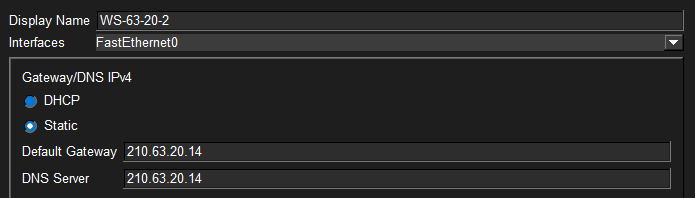 Display Name WS-63-20-2
Interfaces FastEthernet0
Gateway/DNS IPv4
DHCP
Static
Default Gateway 210.63.20.14
DNS Server 210.63.20.14